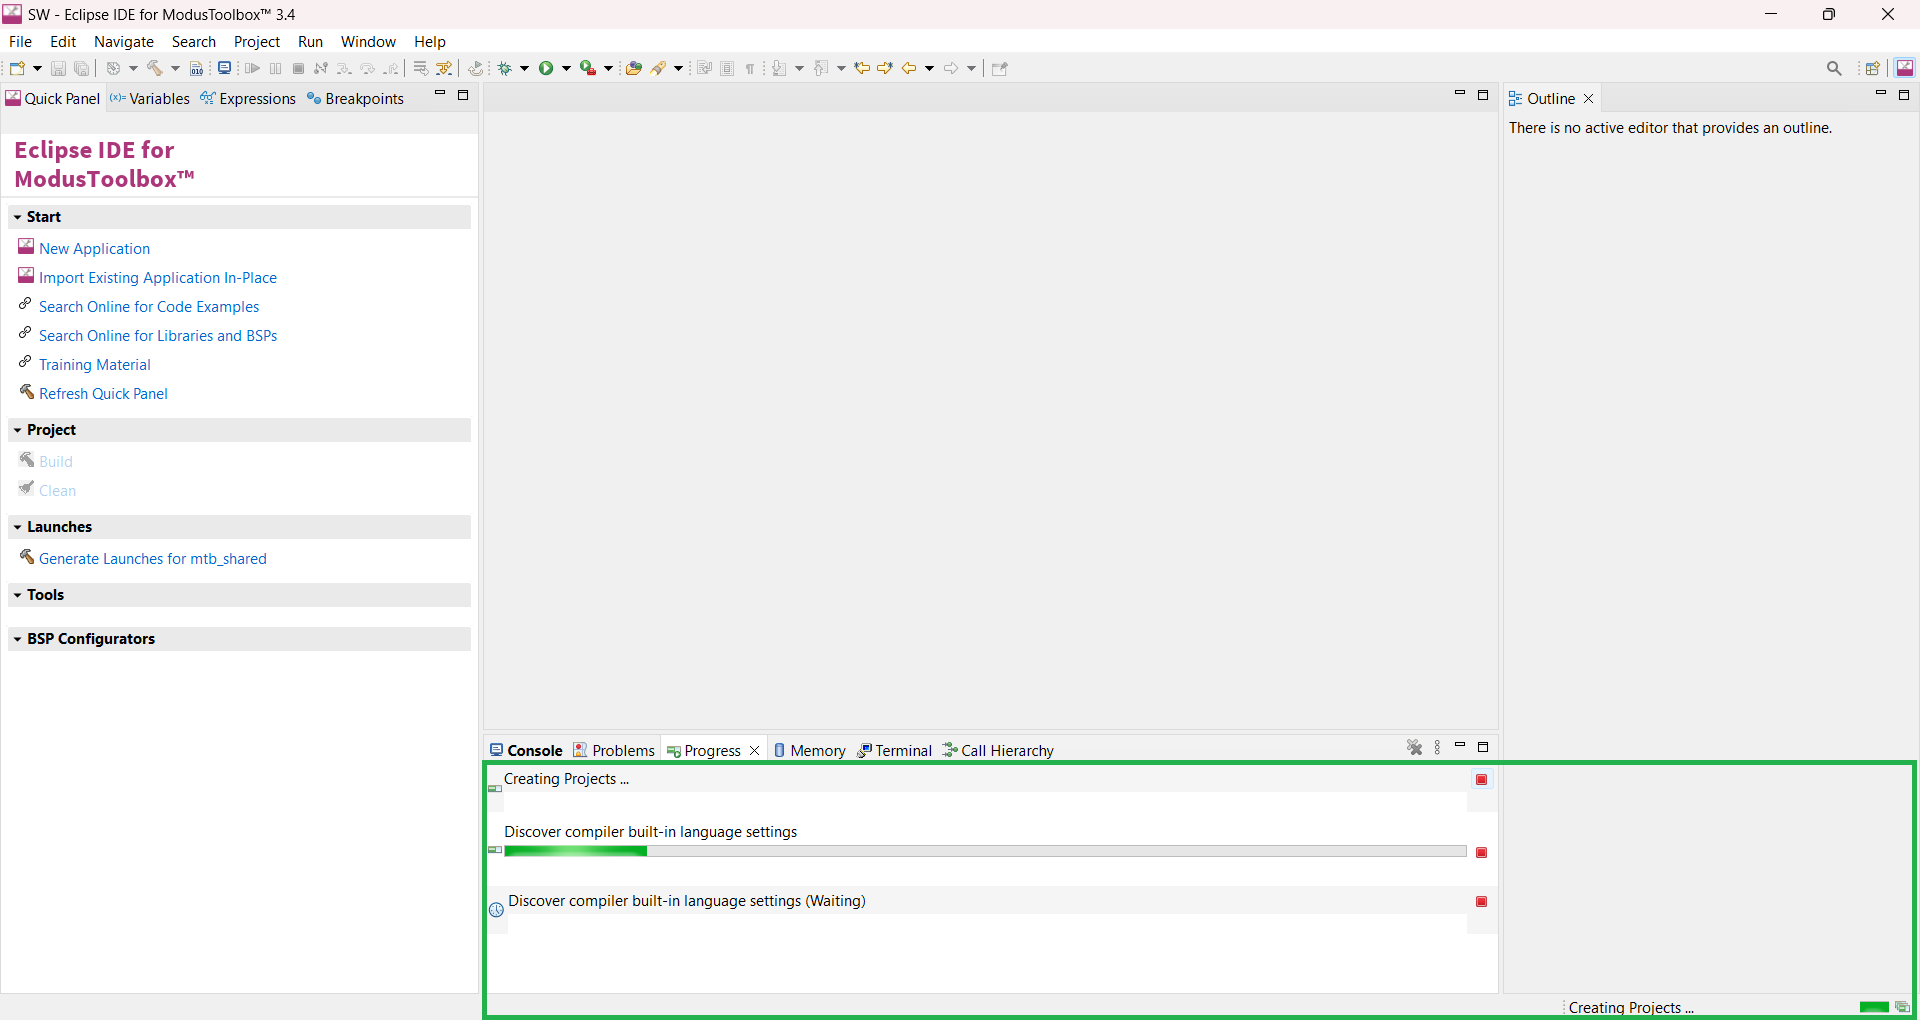 SW - Eclipse IDE for ModusToolbox™ 3.4
File Edit Navigate Search Project Run Window Help
Quick Panel (x)= Variables Expressions Breakpoints
Eclipse IDE for
ModusToolbox™
Start
New Application
Import Existing Application In-Place
Search Online for Code Examples
Search Online for Libraries and BSPs
Training Material
Refresh Quick Panel
Project
Build
Clean
Launches
Generate Launches for mtb_shared
Tools
BSP Configurators
Outline
There is no active editor that provides an outline.
Console Problems Progress Memory Terminal Call Hierarchy
Creating Projects ...
Discover compiler built-in language settings
Discover compiler built-in language settings (Waiting)
Creating Projects ...